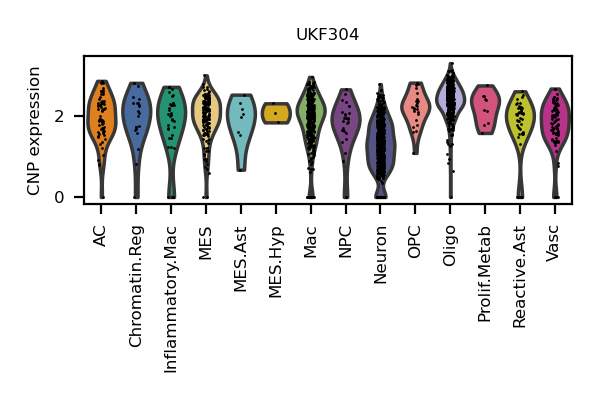 UKF304
CNP expression
2
0
AC
Chromatin.Reg
Inflammatory.Mac
MES
MES.Ast
MES.Hyp
Mac
NPC
Neuron
OPC
Oligo
Prolif.Metab
Reactive.Ast
Vasc